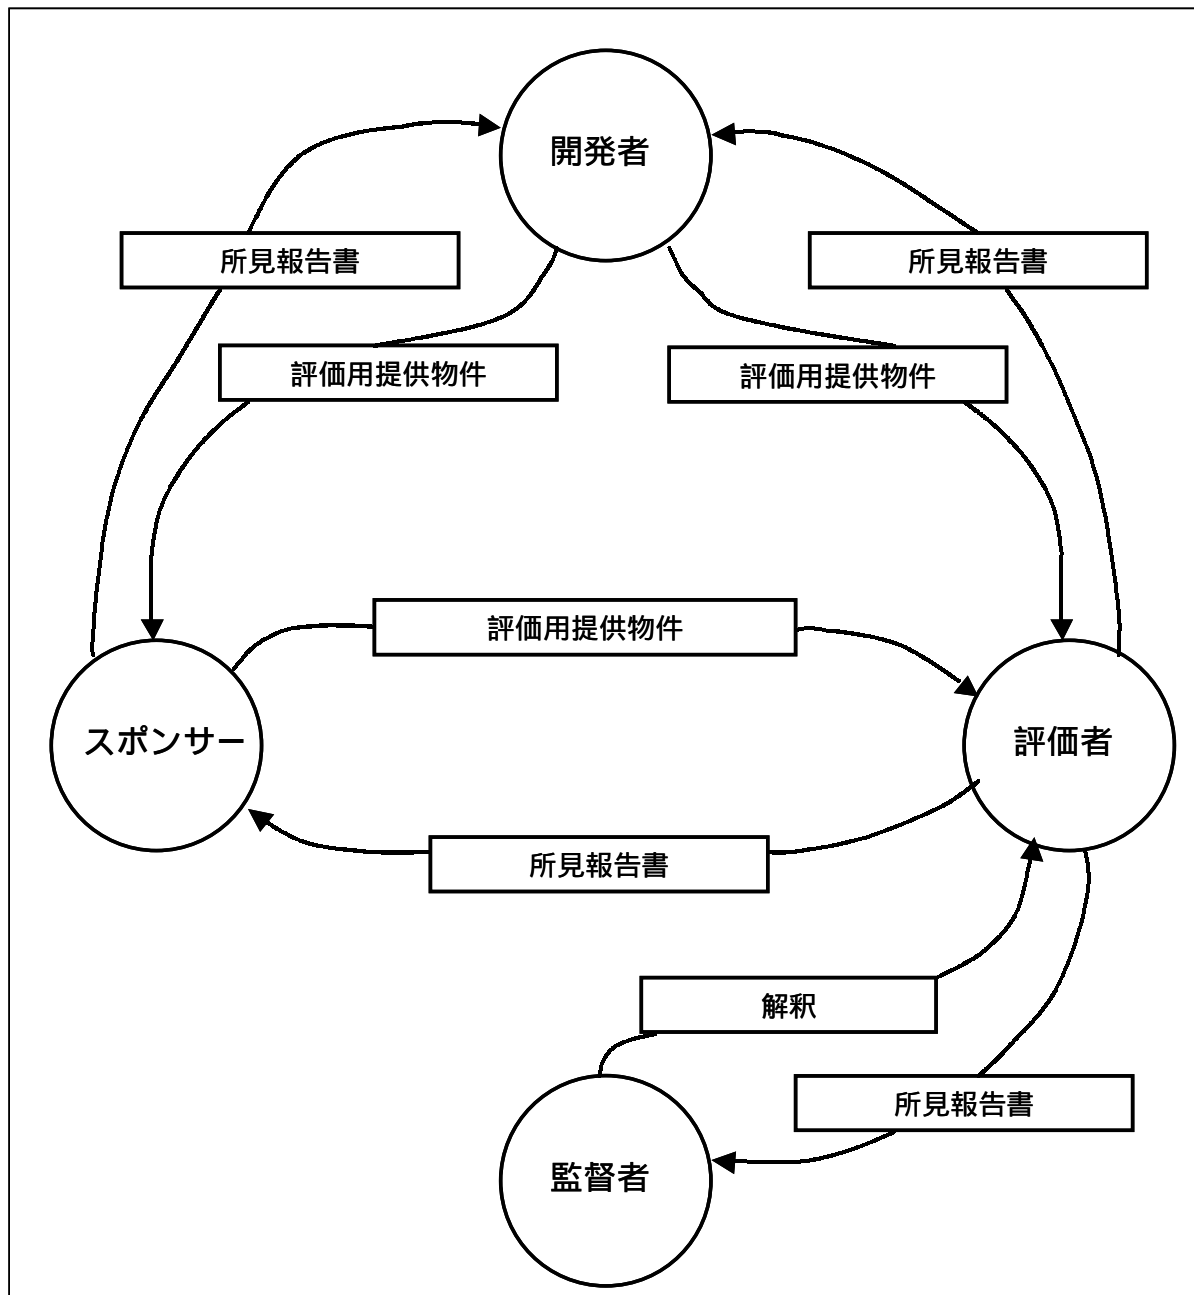 開発者
所見報告書
所見報告書
評価用提供物件
評価用提供物件
評価用提供物件
スポンサー
評価者
所見報告書
解釈
所見報告書
監督者